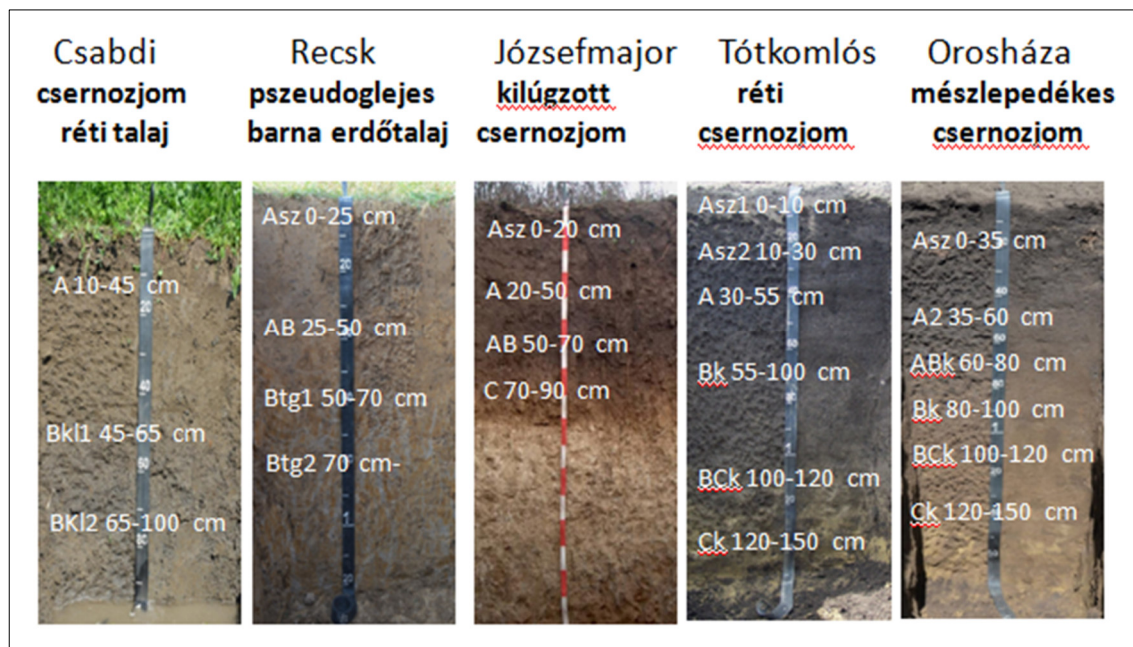 Csabdi
csernozjom
réti talaj
Recsk
pszeudoglejes
barna erdőtalaj
Józsefmajor
kilúgzott
csernozjom
Tótkomlós
réti
csernozjom
Orosháza
mészlepedékes
csernozjom
A 10-45 cm
Bkl1 45-65 cm
BKl2 65-100 cm
Asz 0-25 cm
AB 25-50 cm
Btg1 50-70 cm
Btg2 70 cm-
Asz 0-20 cm
A 20-50 cm
AB 50-70 cm
C 70-90 cm
Asz1 0-10 cm
Asz2 10-30 cm
A 30-55 cm
Bk 55-100 cm
BCk 100-120 cm
Ck 120-150 cm
Asz 0-35 cm
A2 35-60 cm
ABk 60-80 cm
Bk 80-100 cm
BCk 100-120 cm
Ck 120-150 cm